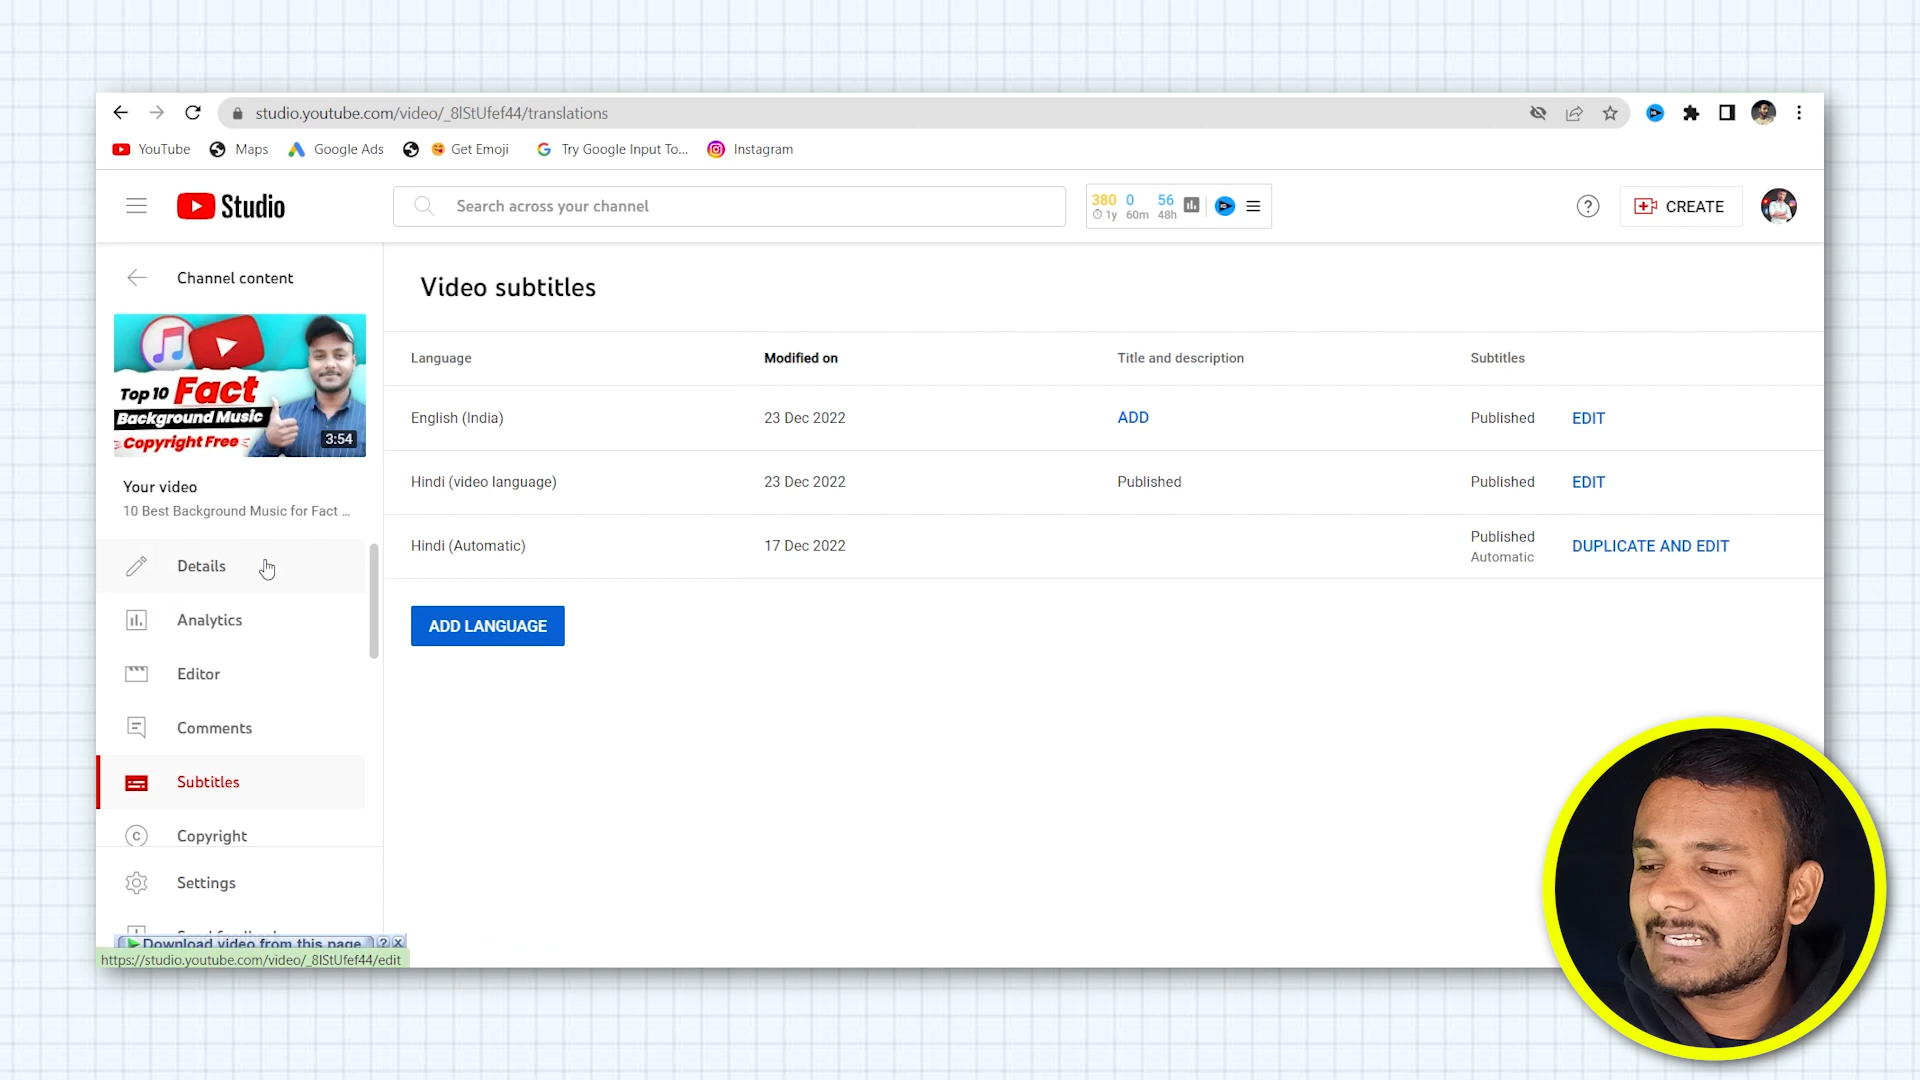 studio.youtube.com/video/_8lStUfef44/translations
YouTube Maps Google Ads Get Emoji Try Google Input To... Instagram
Studio
Search across your channel
380 0 56
1y 60m 48h
CREATE
Channel content
Top 10 Fact
Background Music
Copyright Free
3:54
Your video
10 Best Background Music for Fact ...
Details
Analytics
Editor
Comments
Subtitles
Copyright
Settings
Download video from this page
https://studio.youtube.com/video/_8lStUfef44/edit
Video subtitles
Language Modified on Title and description Subtitles
English (India) 23 Dec 2022 ADD Published EDIT
Hindi (video language) 23 Dec 2022 Published Published EDIT
Hindi (Automatic) 17 Dec 2022 Published DUPLICATE AND EDIT
Automatic
ADD LANGUAGE